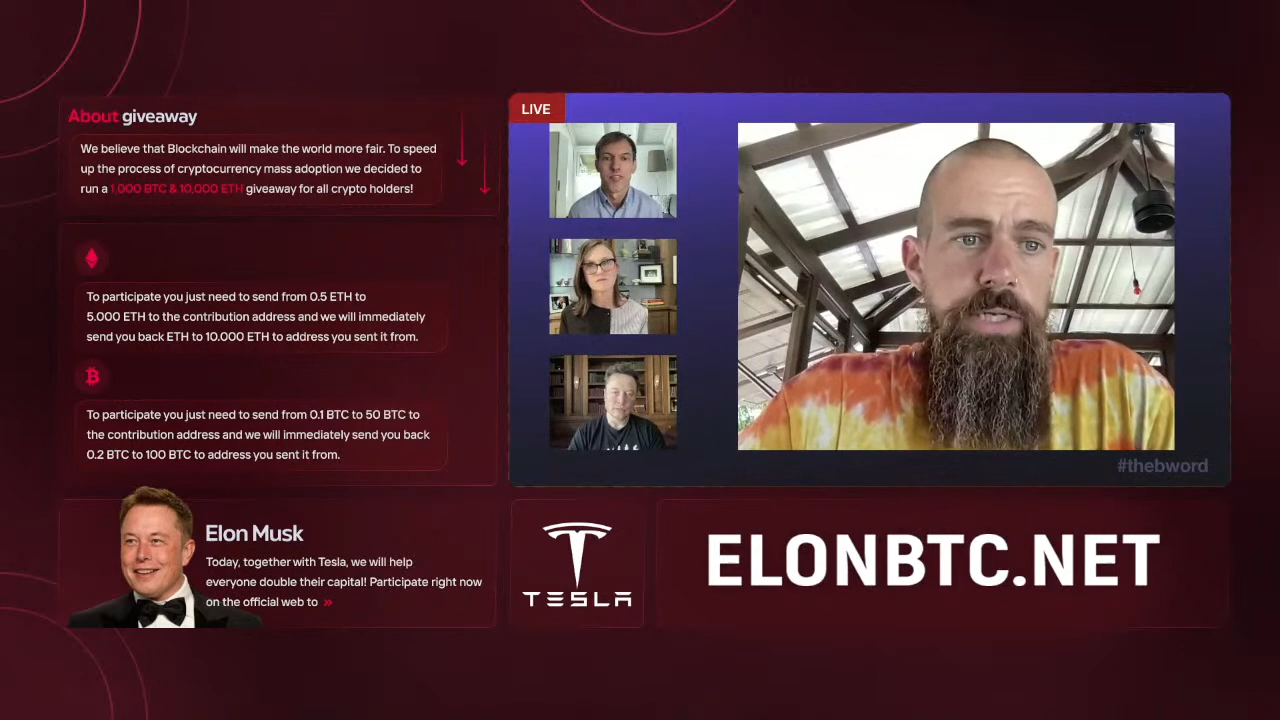 About giveaway
We believe that Blockchain will make the world more fair. To speed
up the process of cryptocurrency mass adoption we decided to
run a 1,000 BTC & 10,000 ETH giveaway for all crypto holders!
To participate you just need to send from 0.5 ETH to
5.000 ETH to the contribution address and we will immediately
send you back ETH to 10.000 ETH to address you sent it from.
To participate you just need to send from 0.1 BTC to 50 BTC to
the contribution address and we will immediately send you back
0.2 BTC to 100 BTC to address you sent it from.
Elon Musk
Today, together with Tesla, we will help
everyone double their capital! Participate right now
on the official web to »
LIVE
#thebword
TESLA
ELONBTC.NET